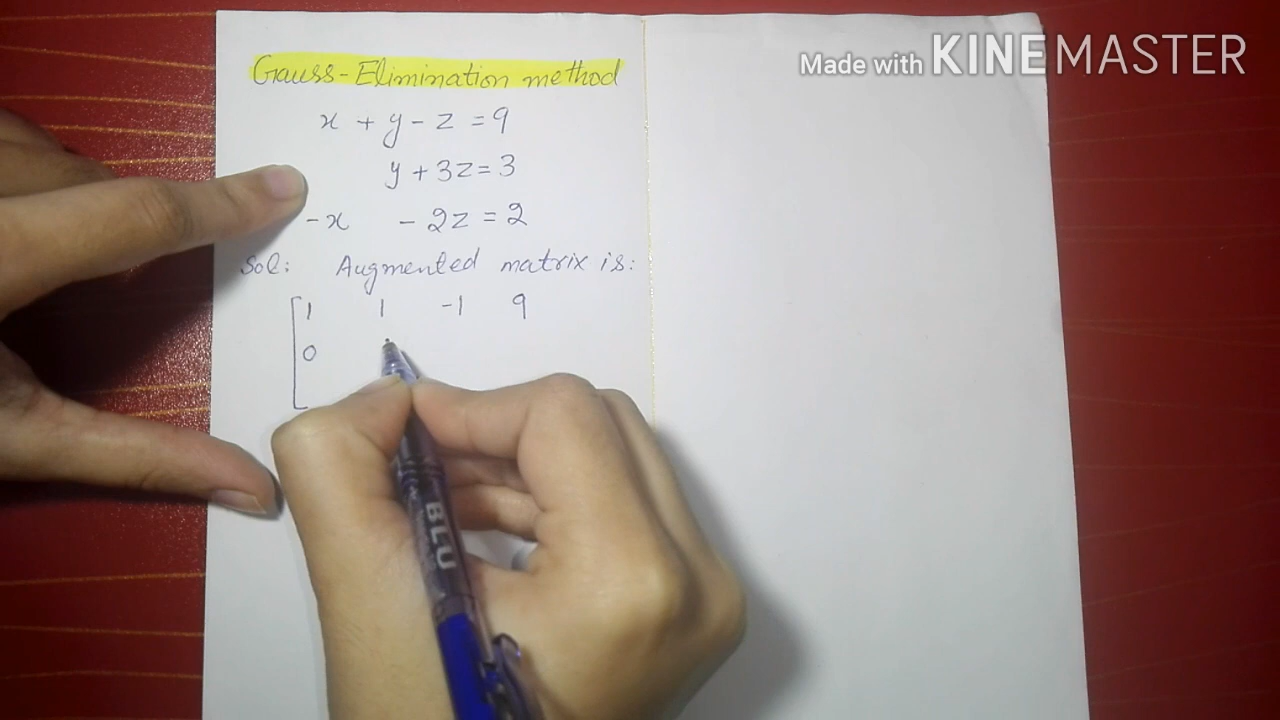 Made with KINEMASTER
Gauss-Elimination method
x + y - z = 9
y + 3z = 3
-x - 2z = 2
Sol: Augmented matrix is:
1 1 -1 9
0
BLU